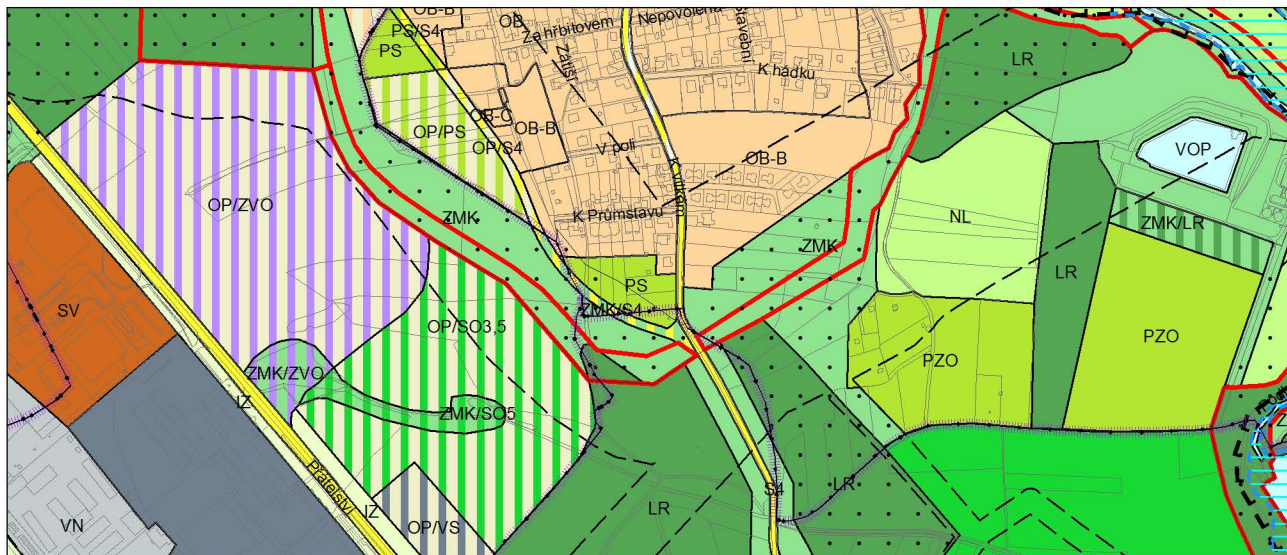 OB-B
PS/S4
PS
OB
Za hřbitovem
Nepovolená
Zátiší
Stavební
K hádku
LR
OP/PS
OP/S4
OB-C
OB-B
V poli
OB-B
K vilkém
VOP
OP/ZVO
ZMK
K Průmstavu
ZMK
NL
ZMK/LR
LR
SV
PS
ZMK/S4
OP/SO3,5
PZO
PZO
ZMK/ZVO
IZ
ZMK/SO5
Přátelství
IZ
S4
LR
LR
VN
OP/VS